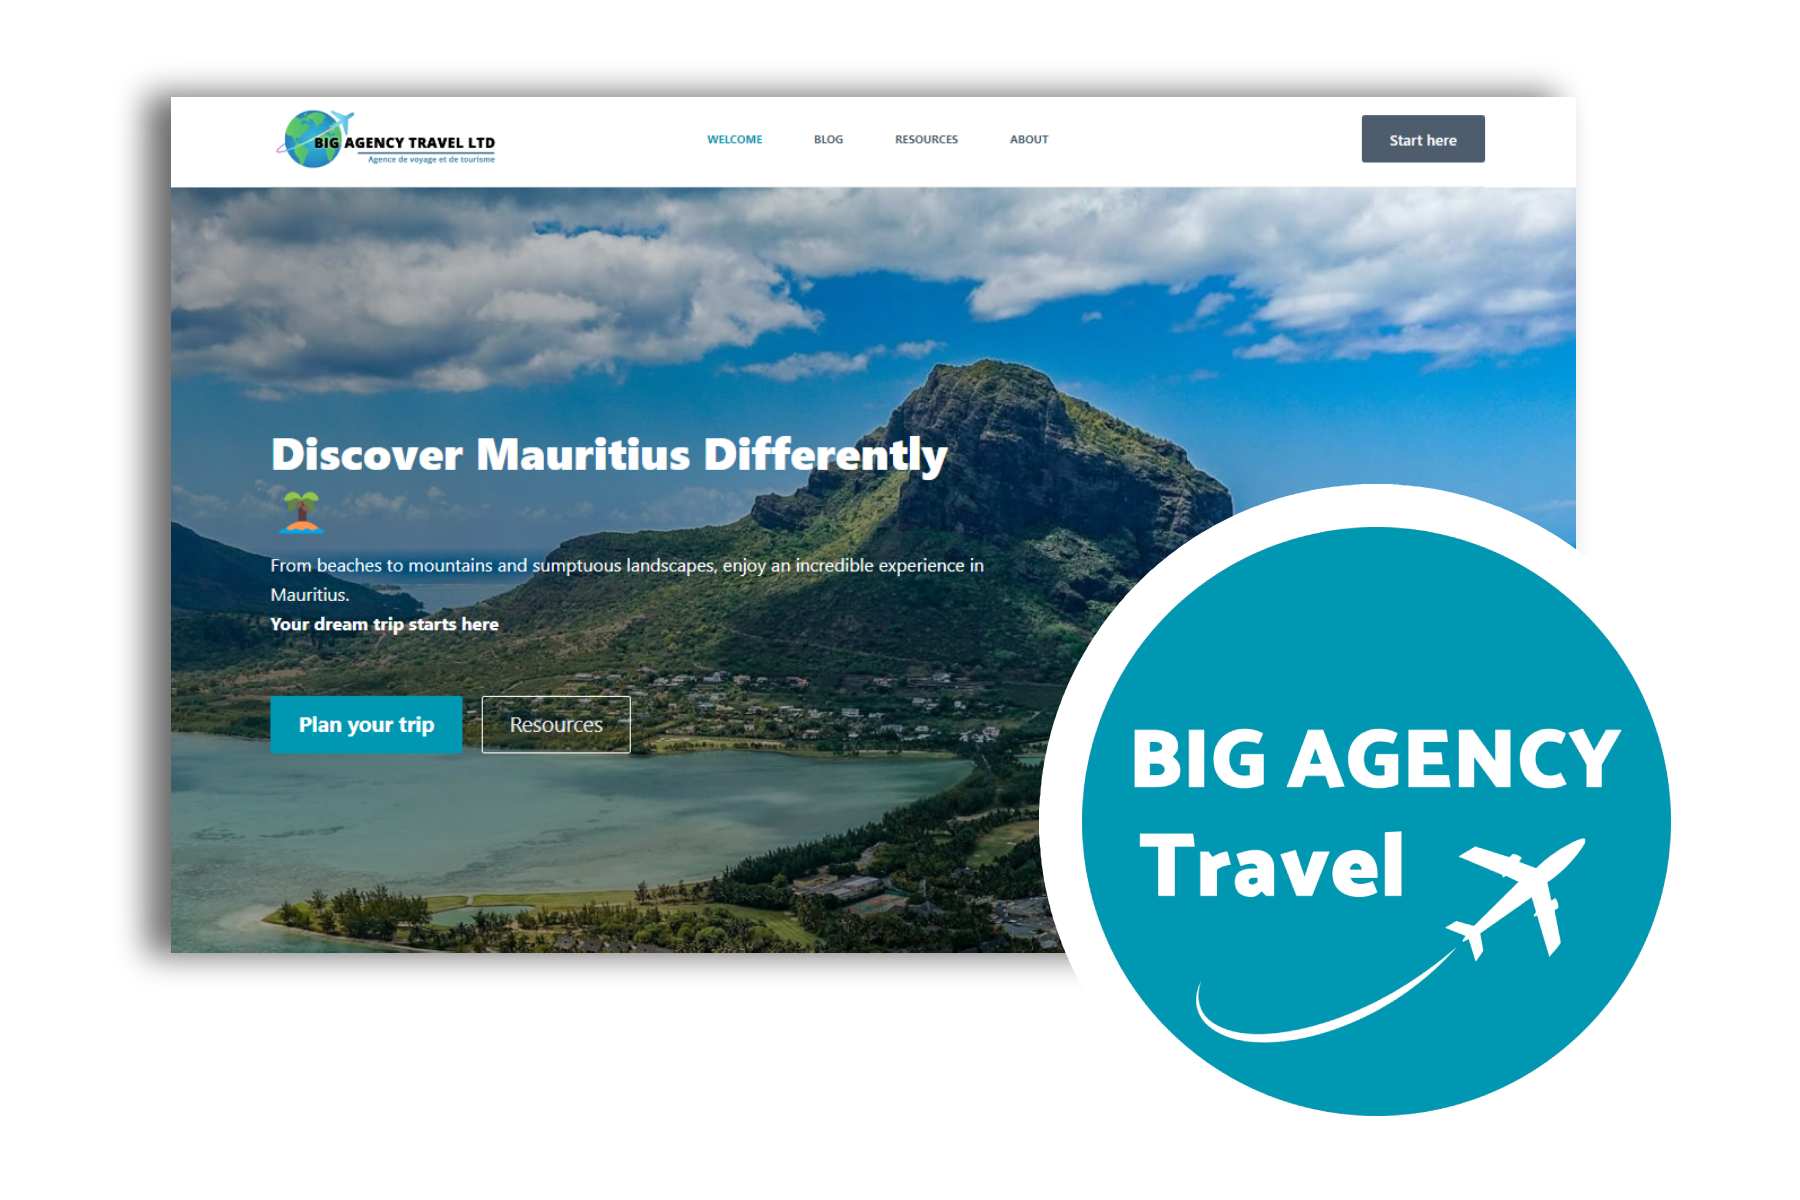 BIG AGENCY TRAVEL LTD
Agence de voyage et de tourisme
WELCOME
BLOG
RESOURCES
ABOUT
Start here
Discover Mauritius Differently
From beaches to mountains and sumptuous landscapes, enjoy an incredible experience in
Mauritius.
Your dream trip starts here
Plan your trip
Resources
BIG AGENCY
Travel